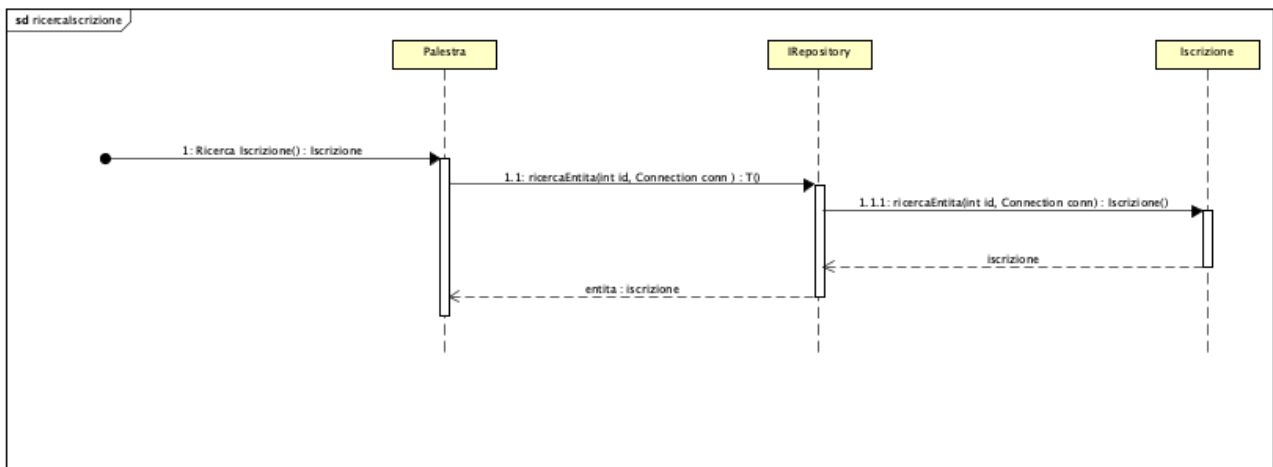 sd ricercaIscrizione
Palestra
IRepository
Iscrizione
1: Ricerca Iscrizione() : Iscrizione
1.1: ricercaEntita(int id, Connection conn ) : T()
1.1.1: ricercaEntita(int id, Connection conn) : Iscrizione()
iscrizione
entita : iscrizione